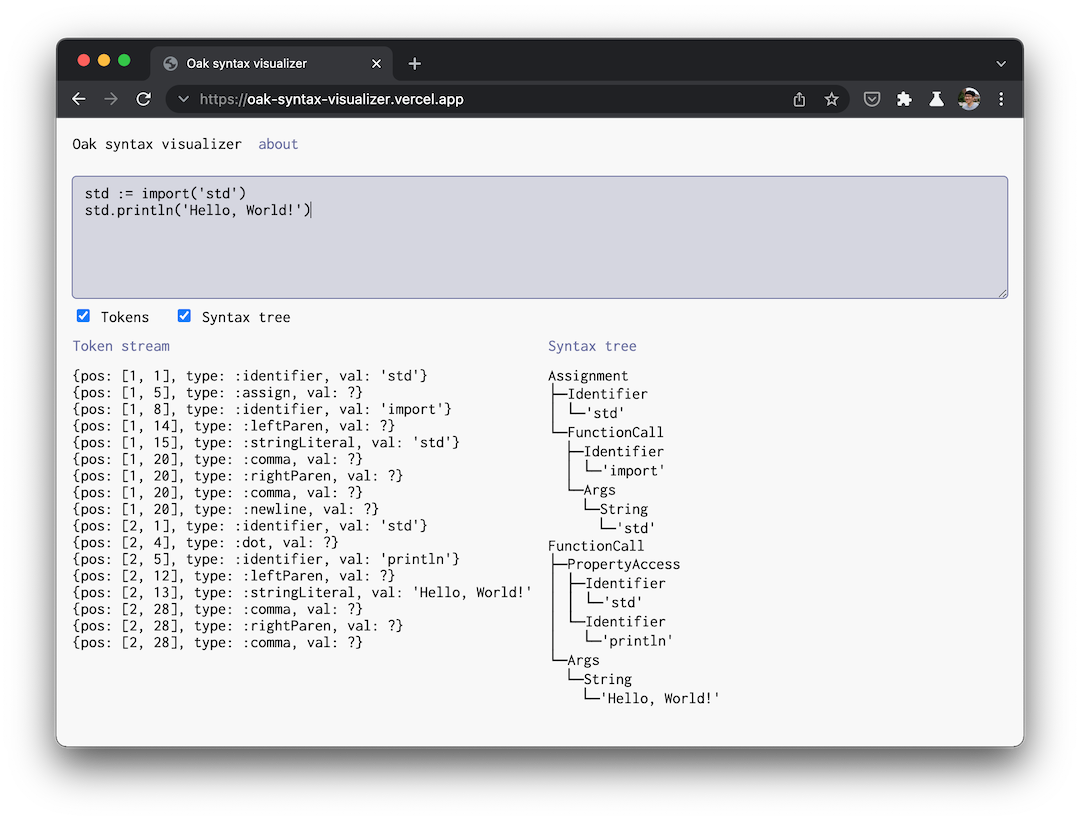 Oak syntax visualizer
https://oak-syntax-visualizer.vercel.app
Oak syntax visualizer about
std := import('std')
std.println('Hello, World!')
Tokens Syntax tree
Token stream
{pos: [1, 1], type: :identifier, val: 'std'}
{pos: [1, 5], type: :assign, val: ?}
{pos: [1, 8], type: :identifier, val: 'import'}
{pos: [1, 14], type: :leftParen, val: ?}
{pos: [1, 15], type: :stringLiteral, val: 'std'}
{pos: [1, 20], type: :comma, val: ?}
{pos: [1, 20], type: :rightParen, val: ?}
{pos: [1, 20], type: :comma, val: ?}
{pos: [1, 20], type: :newline, val: ?}
{pos: [2, 1], type: :identifier, val: 'std'}
{pos: [2, 4], type: :dot, val: ?}
{pos: [2, 5], type: :identifier, val: 'println'}
{pos: [2, 12], type: :leftParen, val: ?}
{pos: [2, 13], type: :stringLiteral, val: 'Hello, World!'
{pos: [2, 28], type: :comma, val: ?}
{pos: [2, 28], type: :rightParen, val: ?}
{pos: [2, 28], type: :comma, val: ?}
Syntax tree
Assignment
├─Identifier
│ └─'std'
└─FunctionCall
  ├─Identifier
  │ └─'import'
  └─Args
    └─String
      └─'std'
FunctionCall
├─PropertyAccess
│ ├─Identifier
│ │ └─'std'
│ └─Identifier
│   └─'println'
└─Args
  └─String
    └─'Hello, World!'